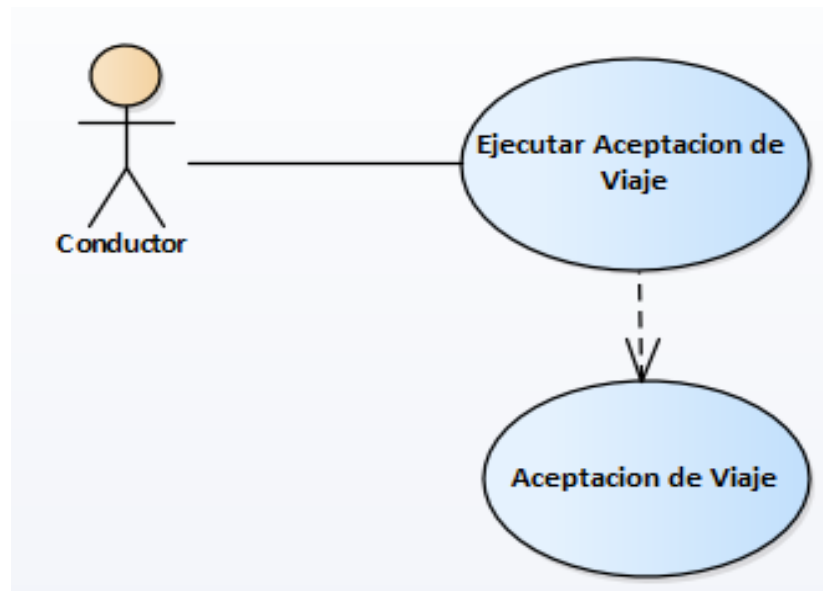 Ejecutar Aceptacion de
Viaje
Conductor
Aceptacion de Viaje